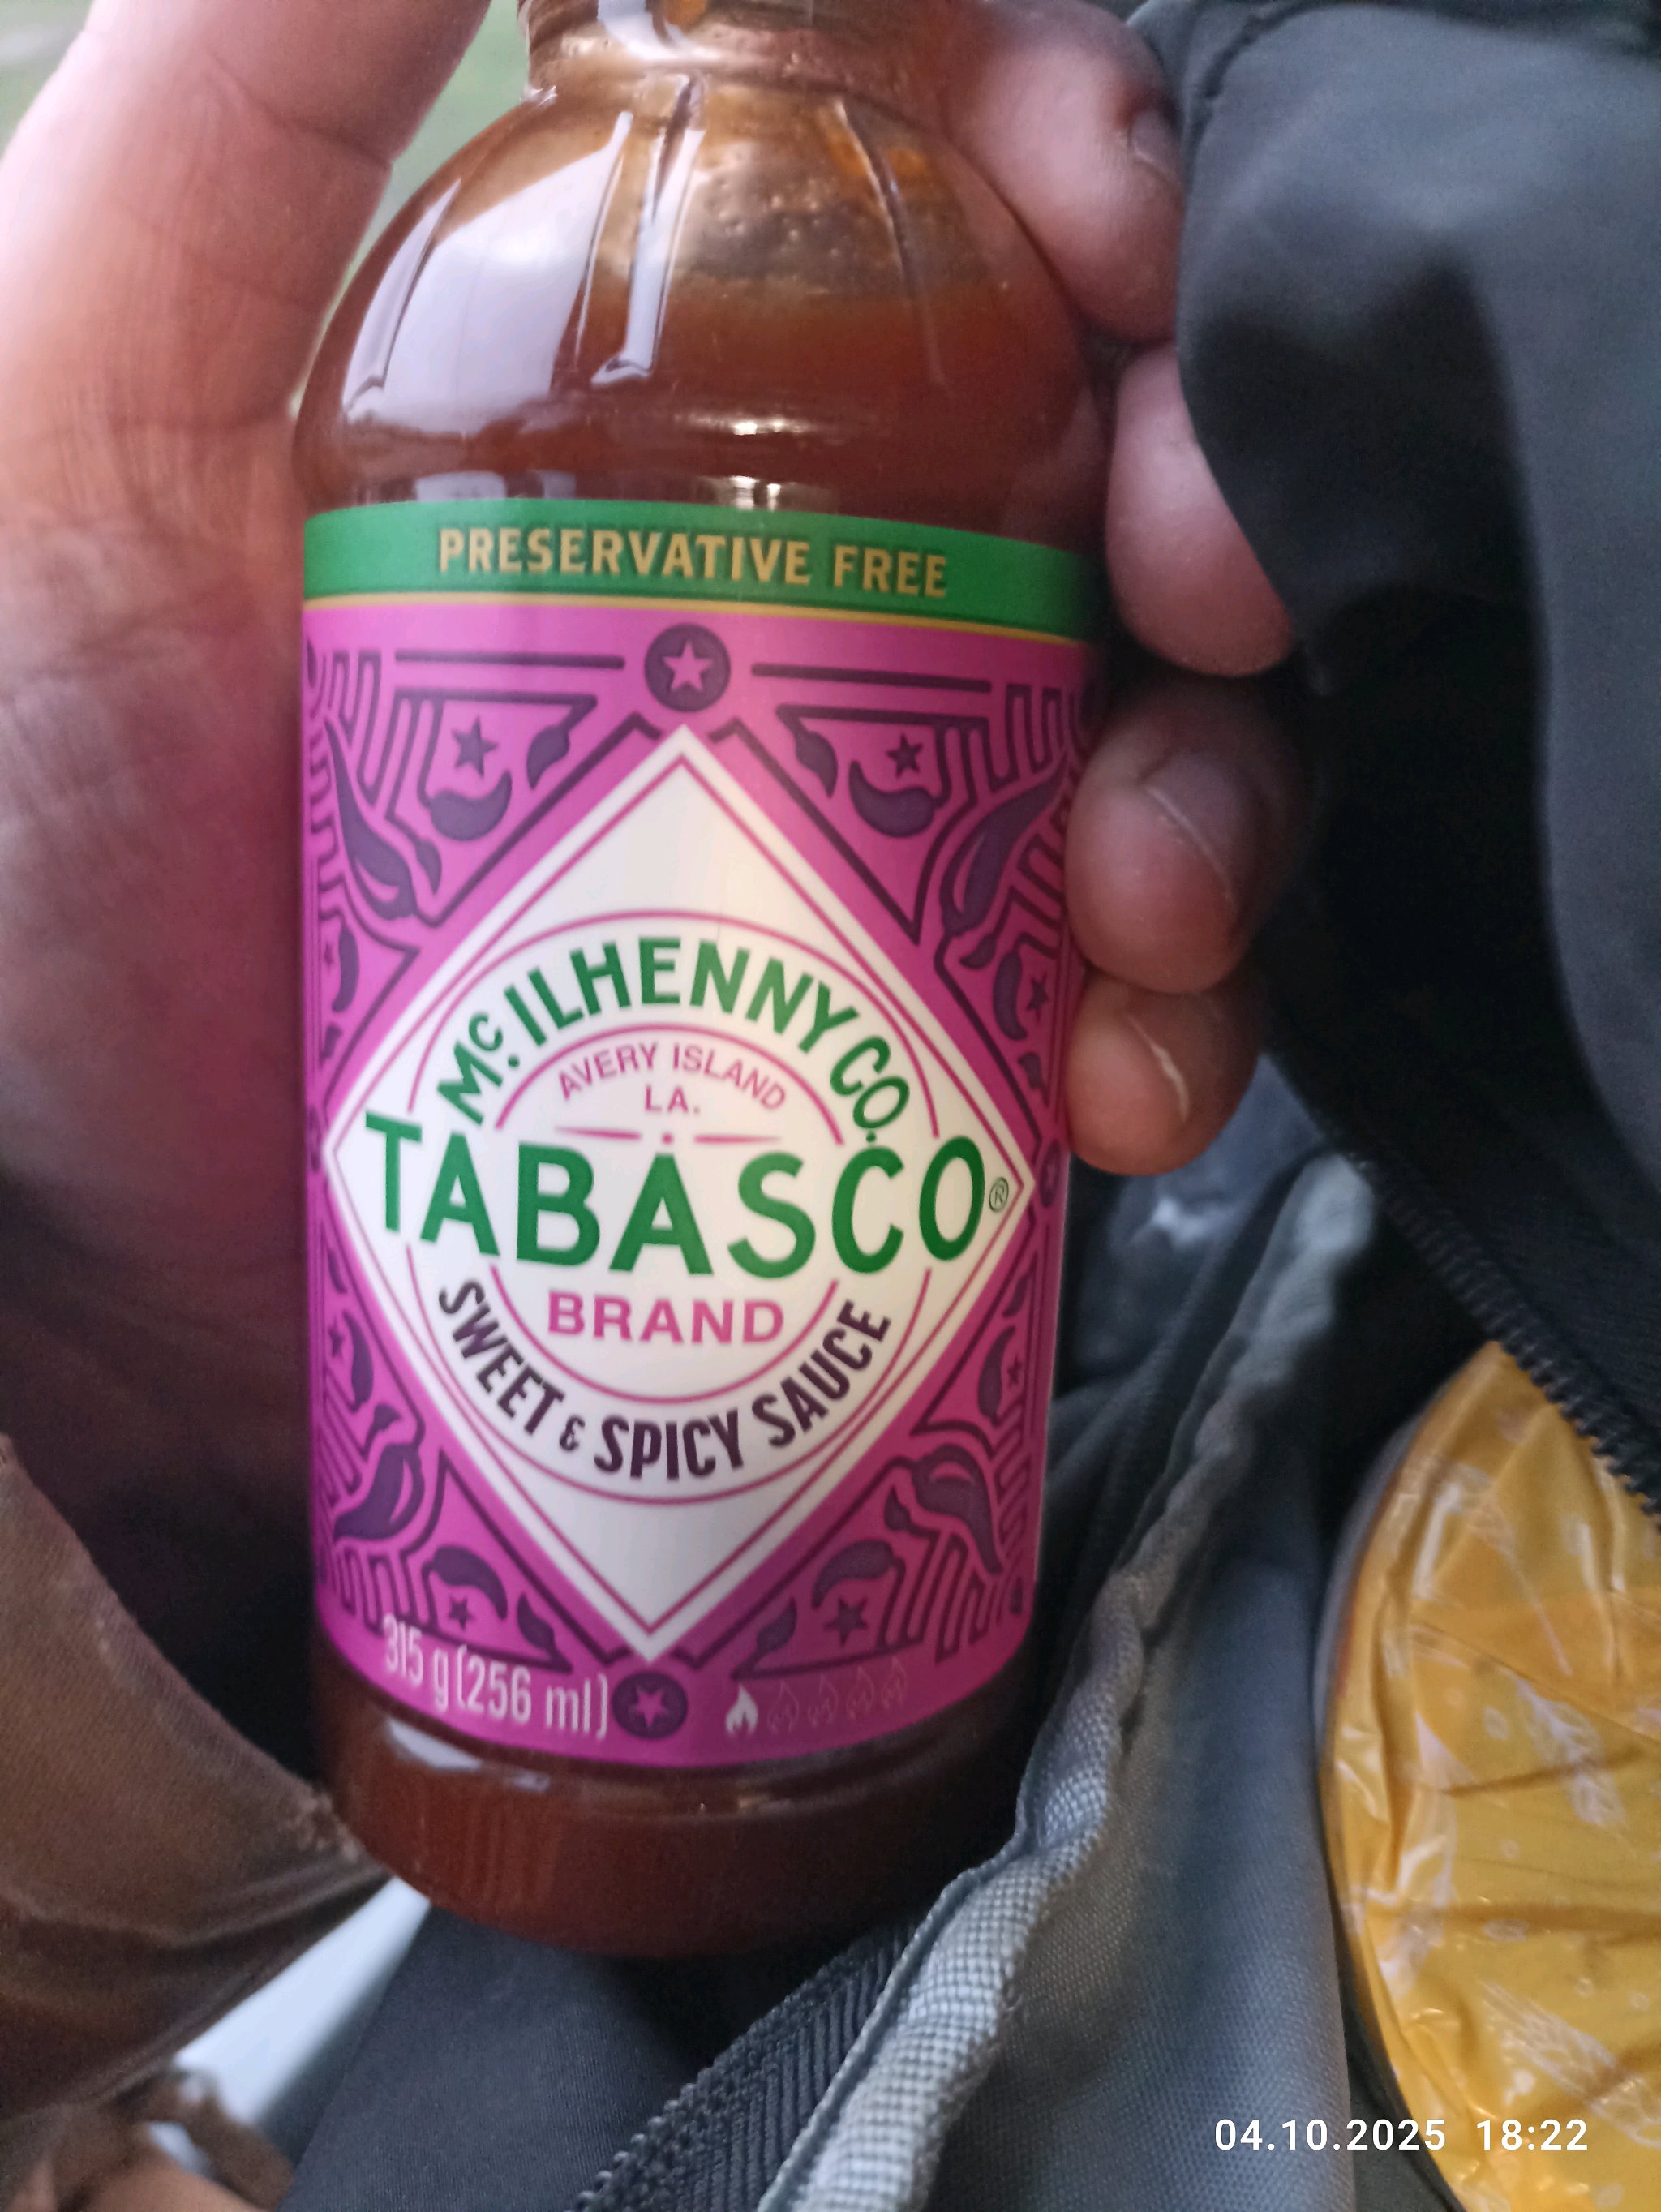 PRESERVATIVE FREE
Mc. ILHENNY CO.
AVERY ISLAND
LA.
TABASCO®
BRAND
SWEET & SPICY SAUCE
315 g (256 ml)
04.10.2025 18:22